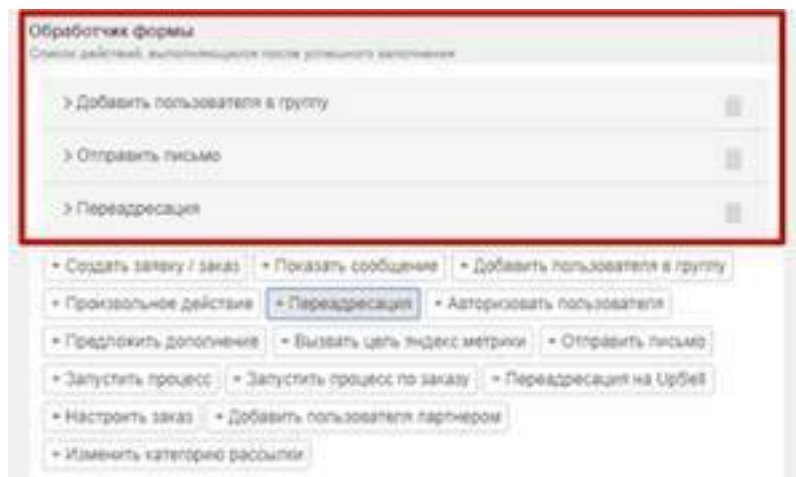 Обработчик формы
Список действий, выполняющихся после успешного заполнения
> Добавить пользователя в группу
> Отправить письмо
> Переадресация
+ Создать заявку / заказ + Показать сообщение + Добавить пользователя в группу
+ Произвольное действие + Переадресация + Авторизовать пользователя
+ Предложить дополнение + Вызвать цель яндекс метрики + Отправить письмо
+ Запустить процесс + Запустить процесс по заказу + Переадресация на UpSell
+ Настроить заказ + Добавить пользователя партнером
+ Изменить категорию рассылки